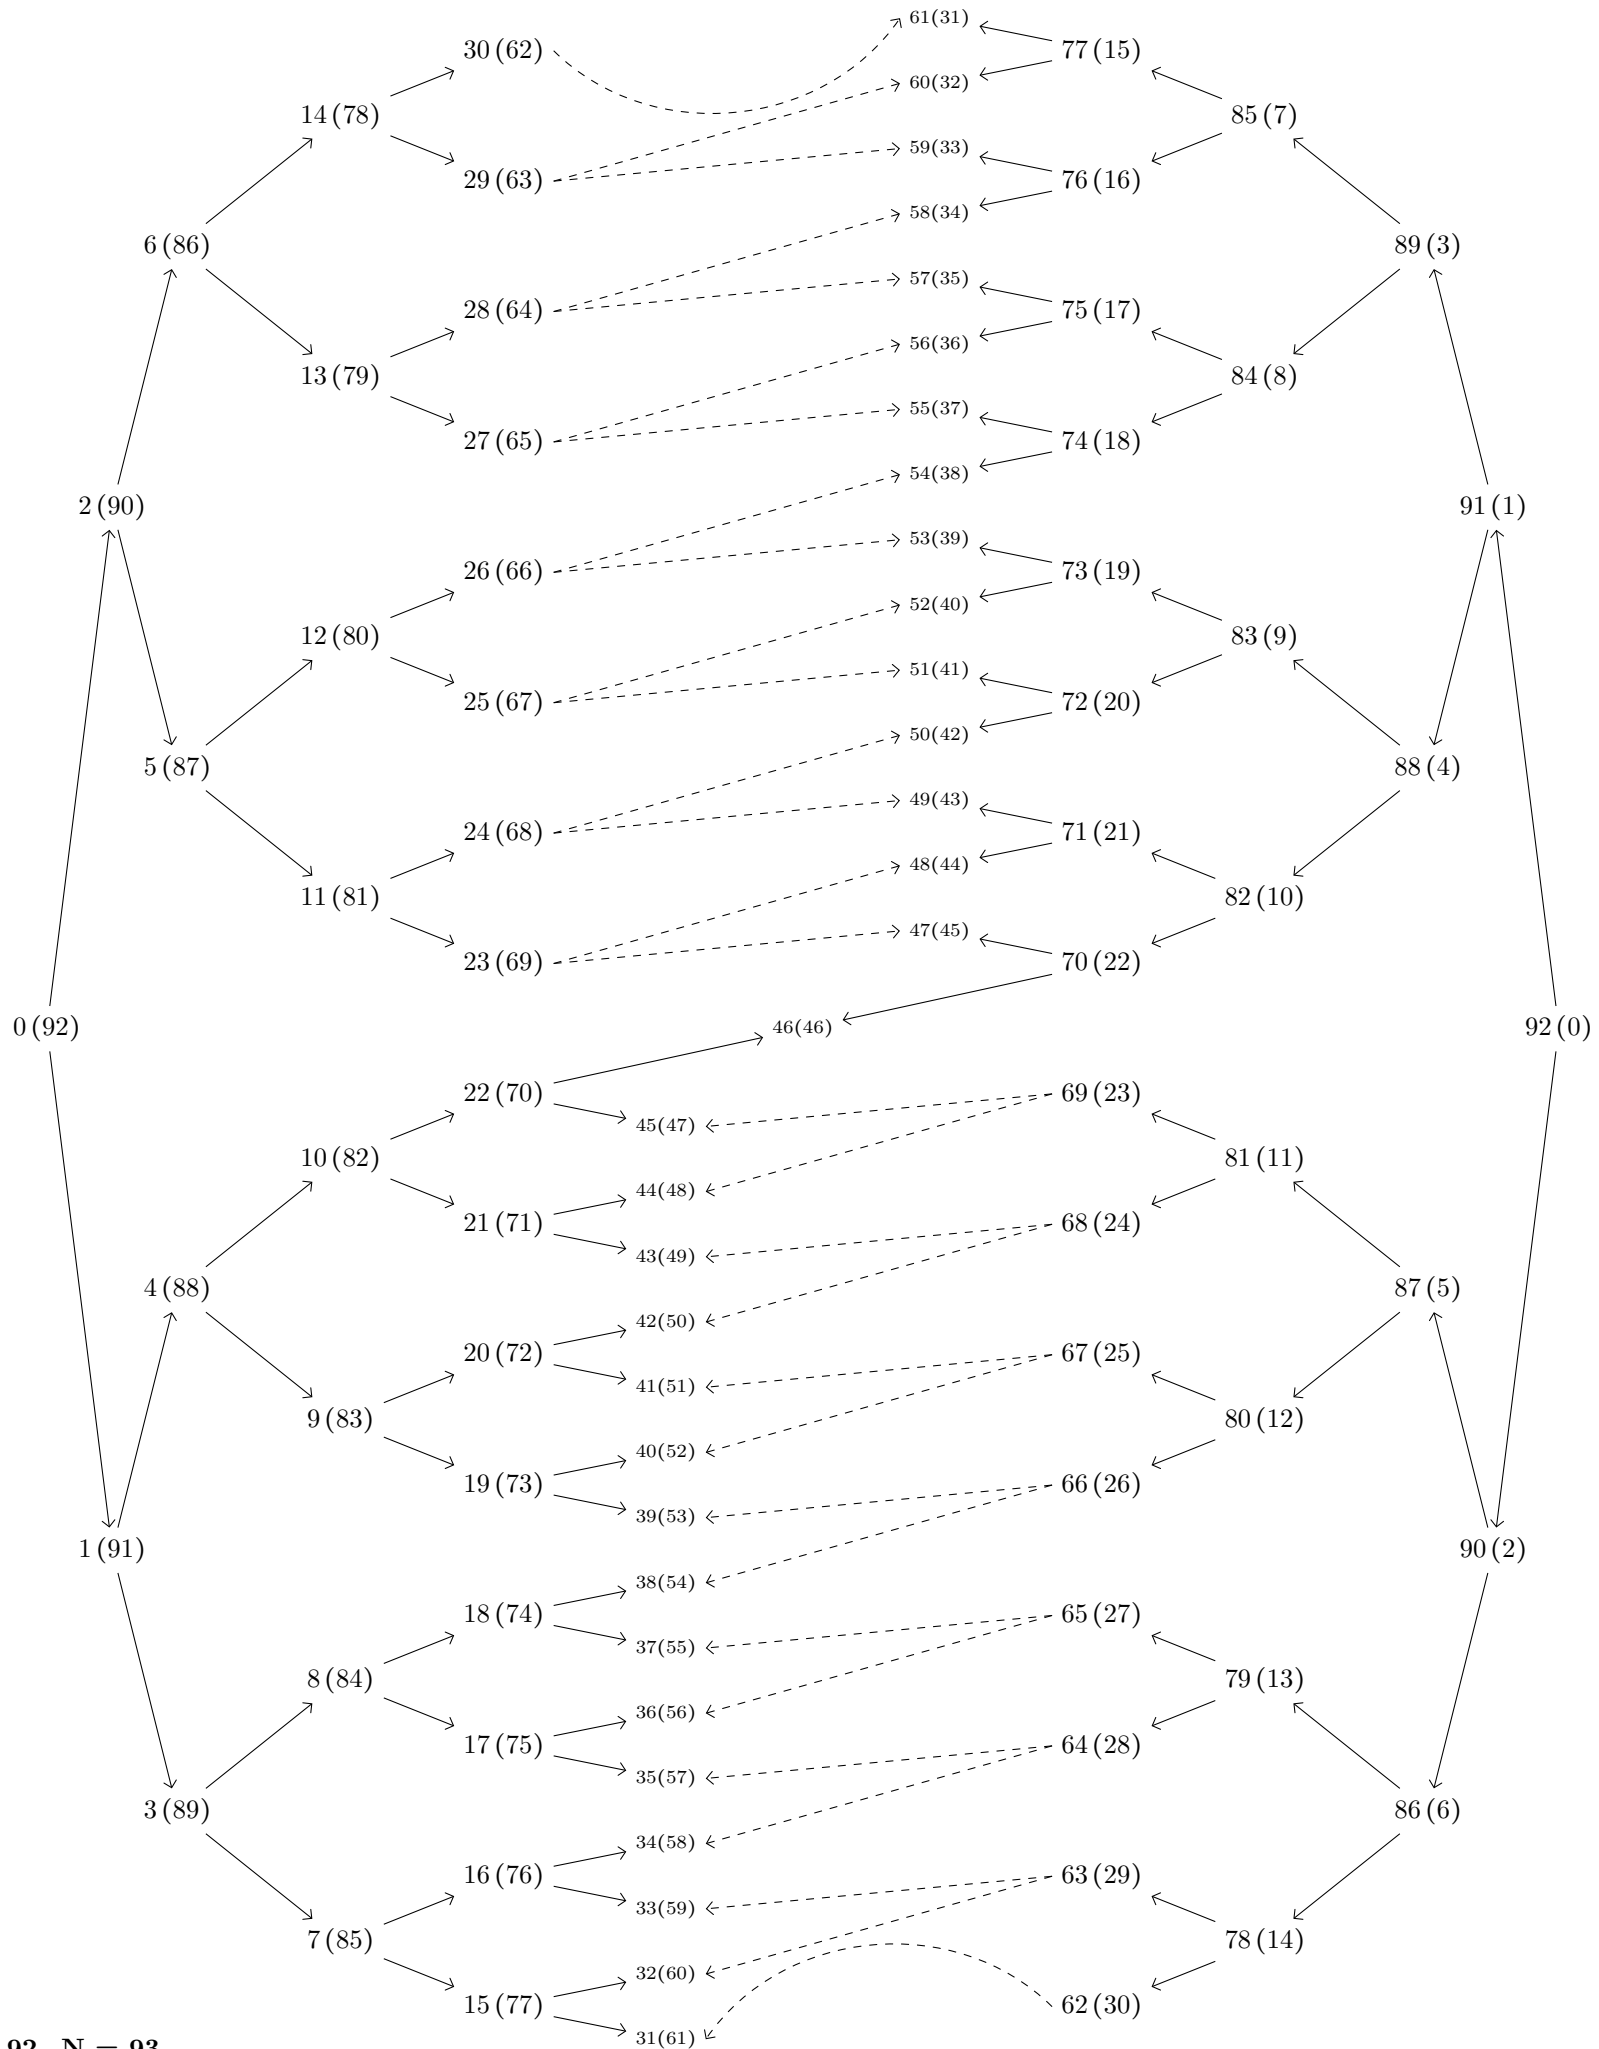 61(31)
30 (62) 77 (15)
60(32)
14 (78) 85 (7)
59(33)
29 (63) 76 (16)
58(34)
6 (86) 89 (3)
57(35)
28 (64) 75 (17)
56(36)
13 (79) 84 (8)
55(37)
27 (65) 74 (18)
54(38)
2 (90) 91 (1)
53(39)
26 (66) 73 (19)
52(40)
12 (80) 83 (9)
51(41)
25 (67) 72 (20)
50(42)
5 (87) 88 (4)
49(43)
24 (68) 71 (21)
48(44)
11 (81) 82 (10)
47(45)
23 (69) 70 (22)
0 (92) 46(46) 92 (0)
22 (70) 69 (23)
45(47)
10 (82) 81 (11)
44(48)
21 (71) 68 (24)
43(49)
4 (88) 87 (5)
42(50)
20 (72) 67 (25)
41(51)
9 (83) 80 (12)
40(52)
19 (73) 66 (26)
39(53)
1 (91) 90 (2)
38(54)
18 (74) 65 (27)
37(55)
8 (84) 79 (13)
36(56)
17 (75) 64 (28)
35(57)
3 (89) 86 (6)
34(58)
16 (76) 63 (29)
33(59)
7 (85) 78 (14)
32(60)
15 (77) 62 (30)
31(61)
92 N = 93